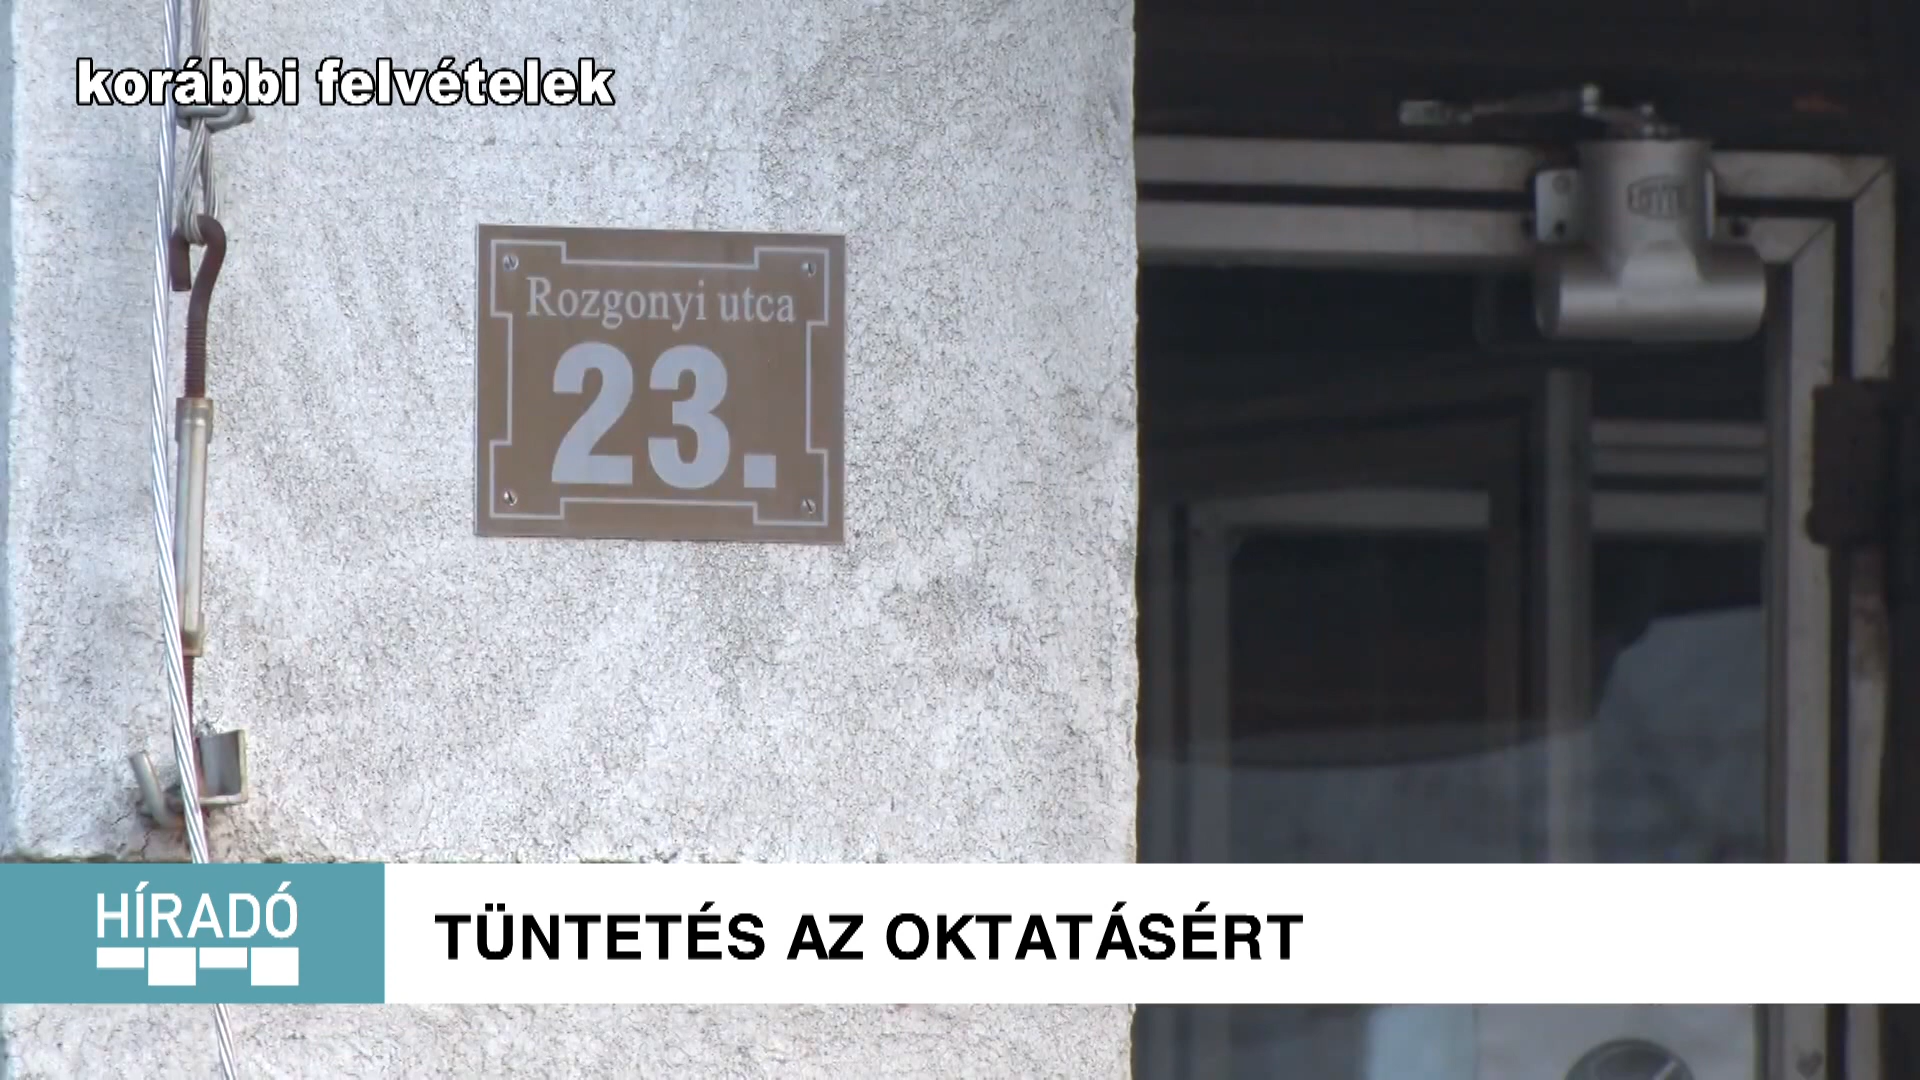 korábbi felvételek
Rozgonyi utca
23.
HÍRADÓ
TÜNTETÉS AZ OKTATÁSÉRT